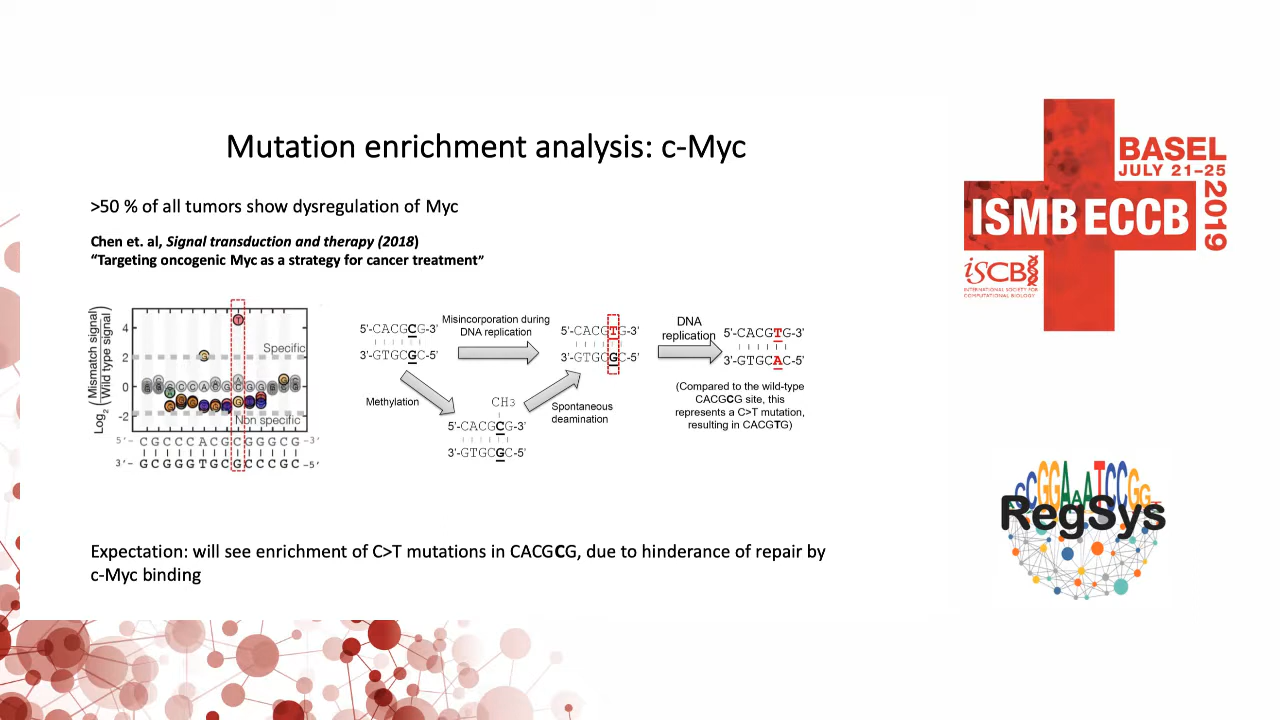 Mutation enrichment analysis: c-Myc
>50 % of all tumors show dysregulation of Myc
Chen et. al, Signal transduction and therapy (2018)
“Targeting oncogenic Myc as a strategy for cancer treatment”
Log2 (Mismatch signal / Wild type signal)
4
2
0
-2
Specific
Non specific
5'- CGCCCACGCGGGCG -3'
3'- GCGGGTGCGCCCGC -5'
5'-CACGCG-3'
3'-GTGCGC-5'
Misincorporation during
DNA replication
Methylation
CH3
5'-CACGCG-3'
3'-GTGCGC-5'
Spontaneous
deamination
5'-CACGTG-3'
3'-GTGCGC-5'
DNA
replication
5'-CACGTG-3'
3'-GTGCAC-5'
(Compared to the wild-type
CACGCG site, this
represents a C>T mutation,
resulting in CACGTG)
Expectation: will see enrichment of C>T mutations in CACGCG, due to hinderance of repair by
c-Myc binding
BASEL
JULY 21–25
2019
ISMB ECCB
iSCB
INTERNATIONAL SOCIETY FOR
COMPUTATIONAL BIOLOGY
RegSys